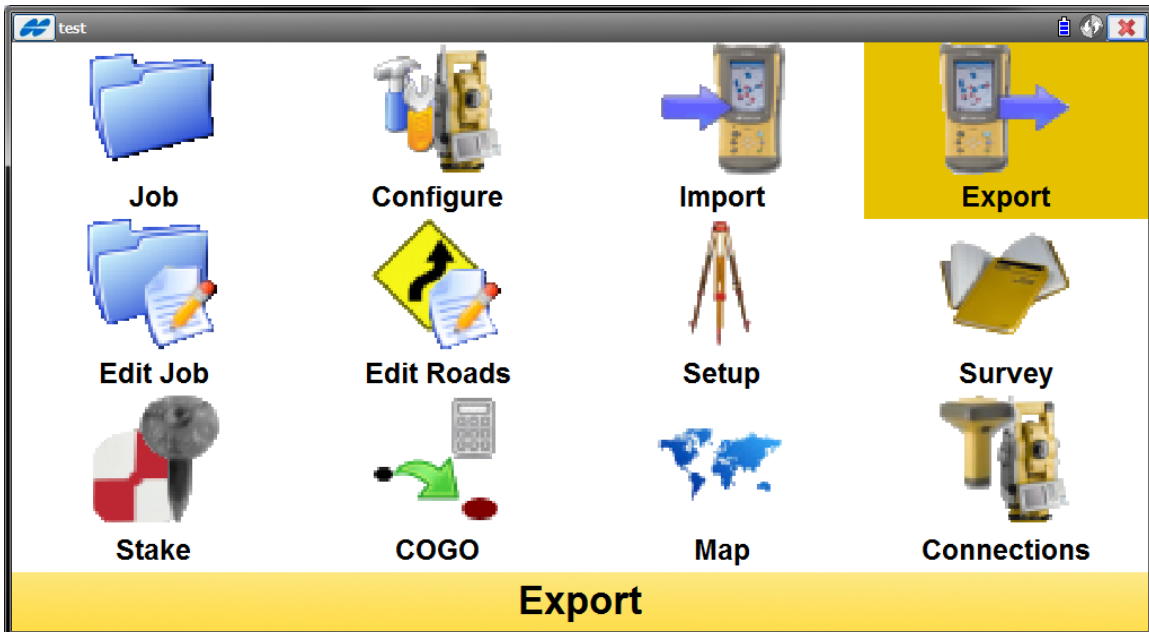 test
Job
Configure
Import
Export
Edit Job
Edit Roads
Setup
Survey
Stake
COGO
Map
Connections
Export